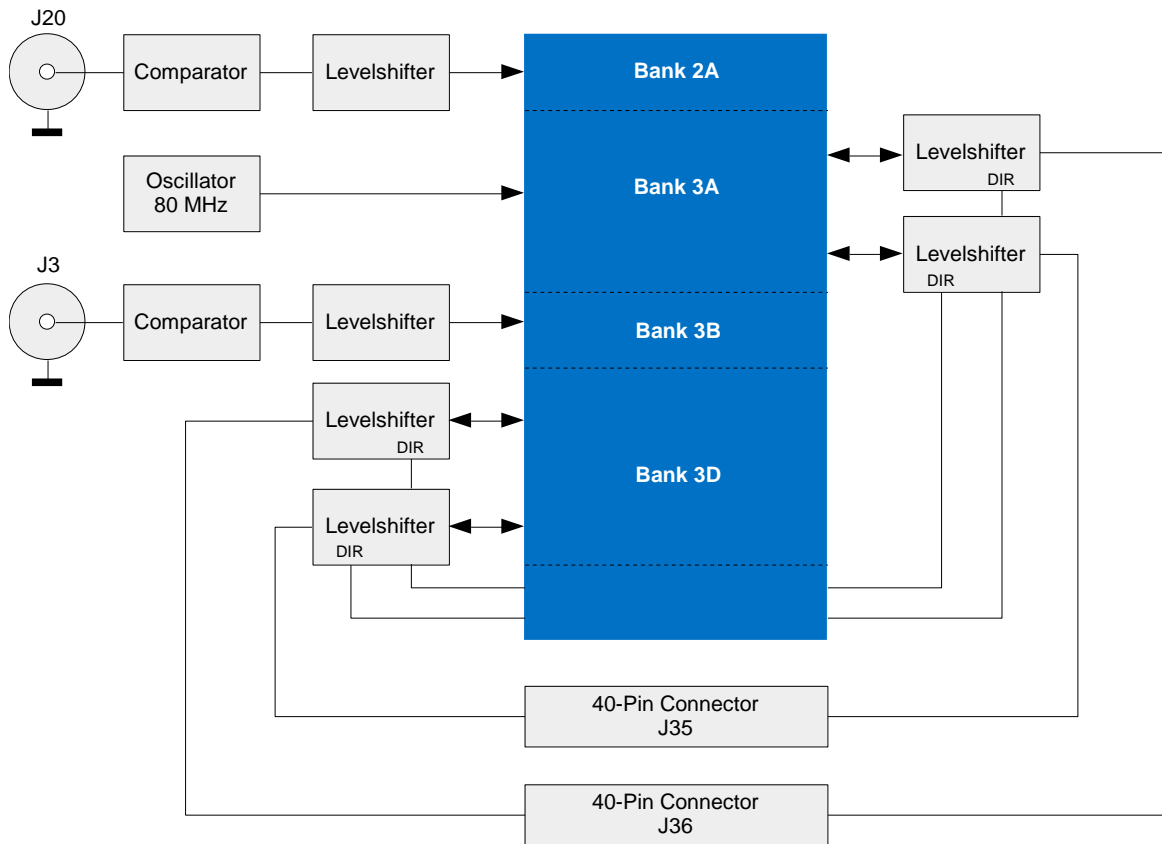 J20
Comparator
Levelshifter
Bank 2A
Levelshifter
DIR
Oscillator
80 MHz
Bank 3A
Levelshifter
DIR
J3
Comparator
Levelshifter
Bank 3B
Levelshifter
DIR
Bank 3D
Levelshifter
DIR
40-Pin Connector
J35
40-Pin Connector
J36